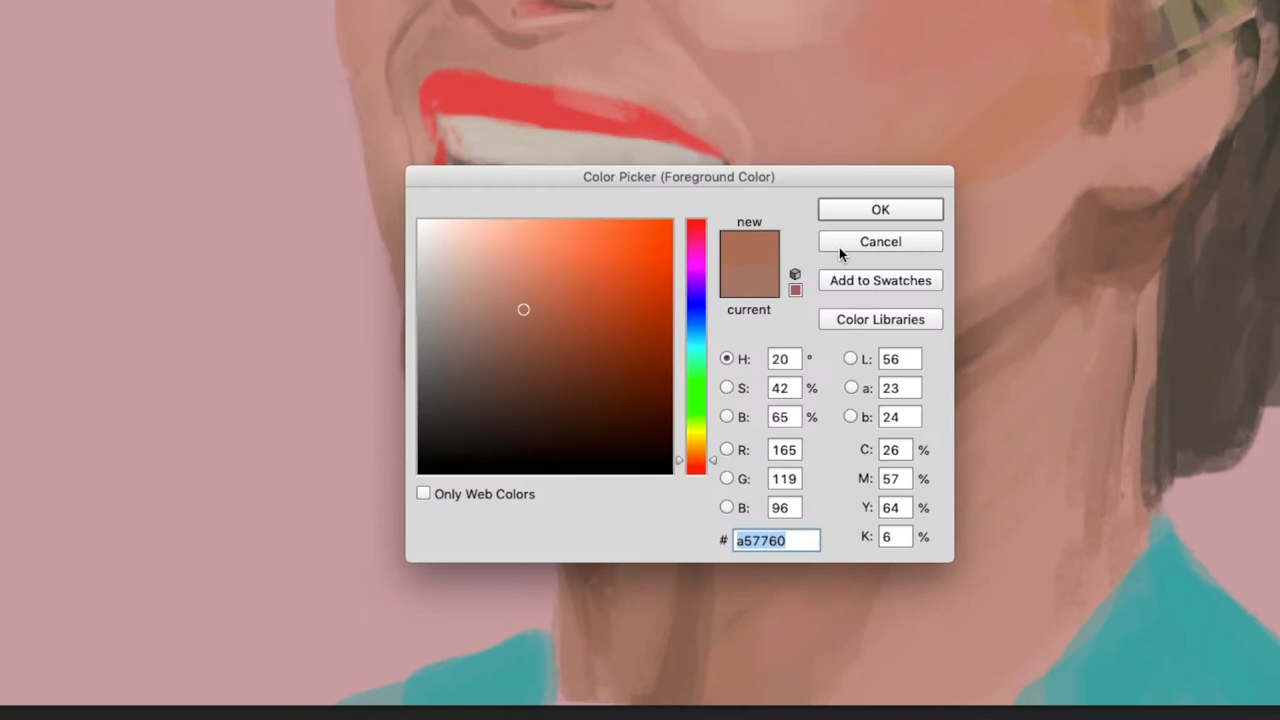 Color Picker (Foreground Color)
new
current
OK
Cancel
Add to Swatches
Color Libraries
H: 20 °
S: 42 %
B: 65 %
R: 165
G: 119
B: 96
# a57760
L: 56
a: 23
b: 24
C: 26 %
M: 57 %
Y: 64 %
K: 6 %
Only Web Colors